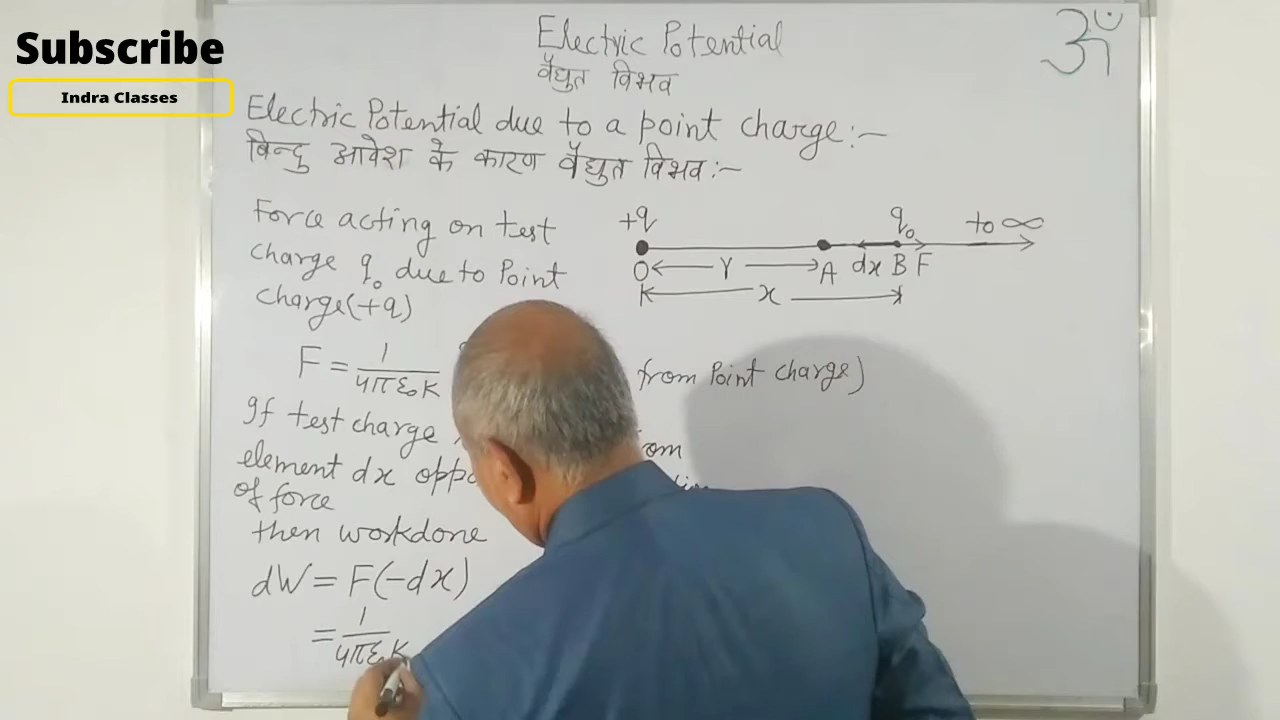 Subscribe
Indra Classes
Electric Potential
वैद्युत विभव
ॐ
Electric Potential due to a point charge:-
बिन्दु आवेश के कारण वैद्युत विभव:-
Force acting on test
charge q₀ due to Point
charge(+q)
+q q₀ to ∞
O r A dx B F
x
F = 1/4πε₀K from Point charge)
If test charge
element dx
of force
then workdone
dW = F(-dx)
= 1/4πε₀K